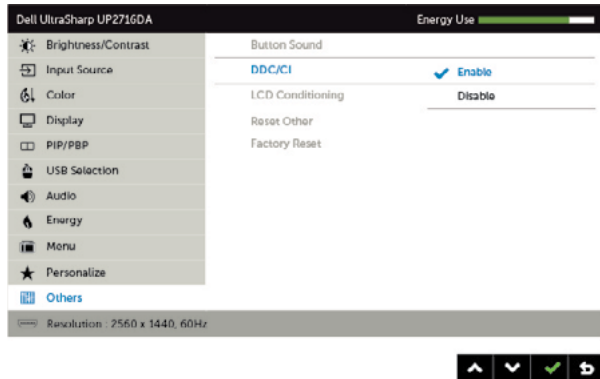 Dell UltraSharp UP2716DA Energy Use
Brightness/Contrast Button Sound
Input Source DDC/CI Enable
Color LCD Conditioning Disable
Display Reset Other
PIP/PBP Factory Reset
USB Selection
Audio
Energy
Menu
Personalize
Others
Resolution : 2560 x 1440, 60Hz